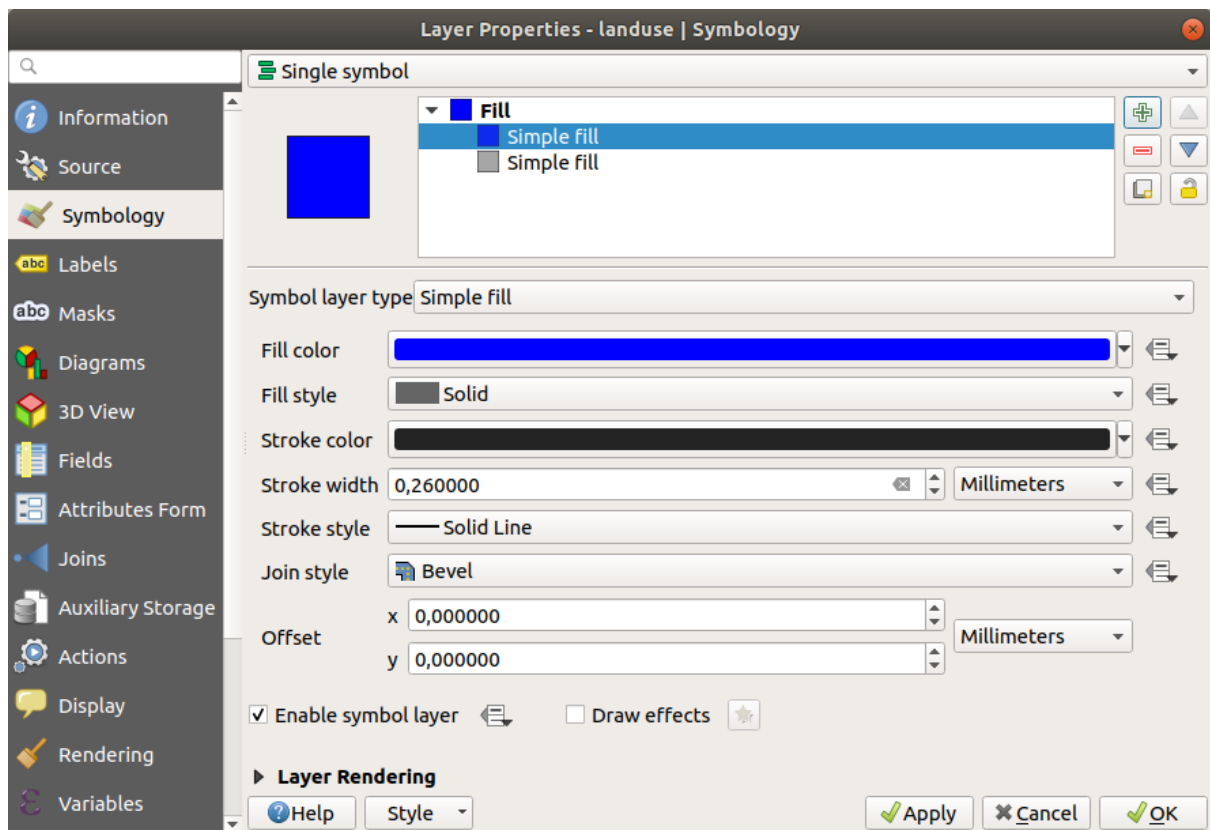 Layer Properties - landuse | Symbology
Information
Source
Symbology
abc Labels
abc Masks
Diagrams
3D View
Fields
Attributes Form
Joins
Auxiliary Storage
Actions
Display
Rendering
Variables
Single symbol
Fill
Simple fill
Simple fill
Symbol layer type Simple fill
Fill color
Fill style Solid
Stroke color
Stroke width 0,260000 Millimeters
Stroke style Solid Line
Join style Bevel
Offset x 0,000000 Millimeters
y 0,000000
Enable symbol layer Draw effects
Layer Rendering
Help Style Apply Cancel OK